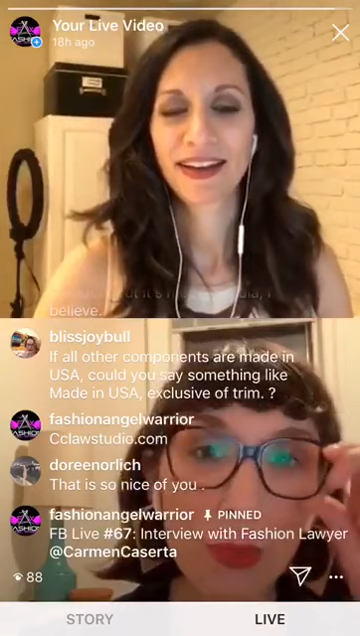 Your Live Video
18h ago
believe.
blissjoybull
If all other components are made in
USA, could you say something like
Made in USA, exclusive of trim. ?
fashionangelwarrior
Cclawstudio.com
doreenorlich
That is so nice of you .
fashionangelwarrior PINNED
FB Live #67: Interview with Fashion Lawyer
@CarmenCaserta
88
STORY
LIVE